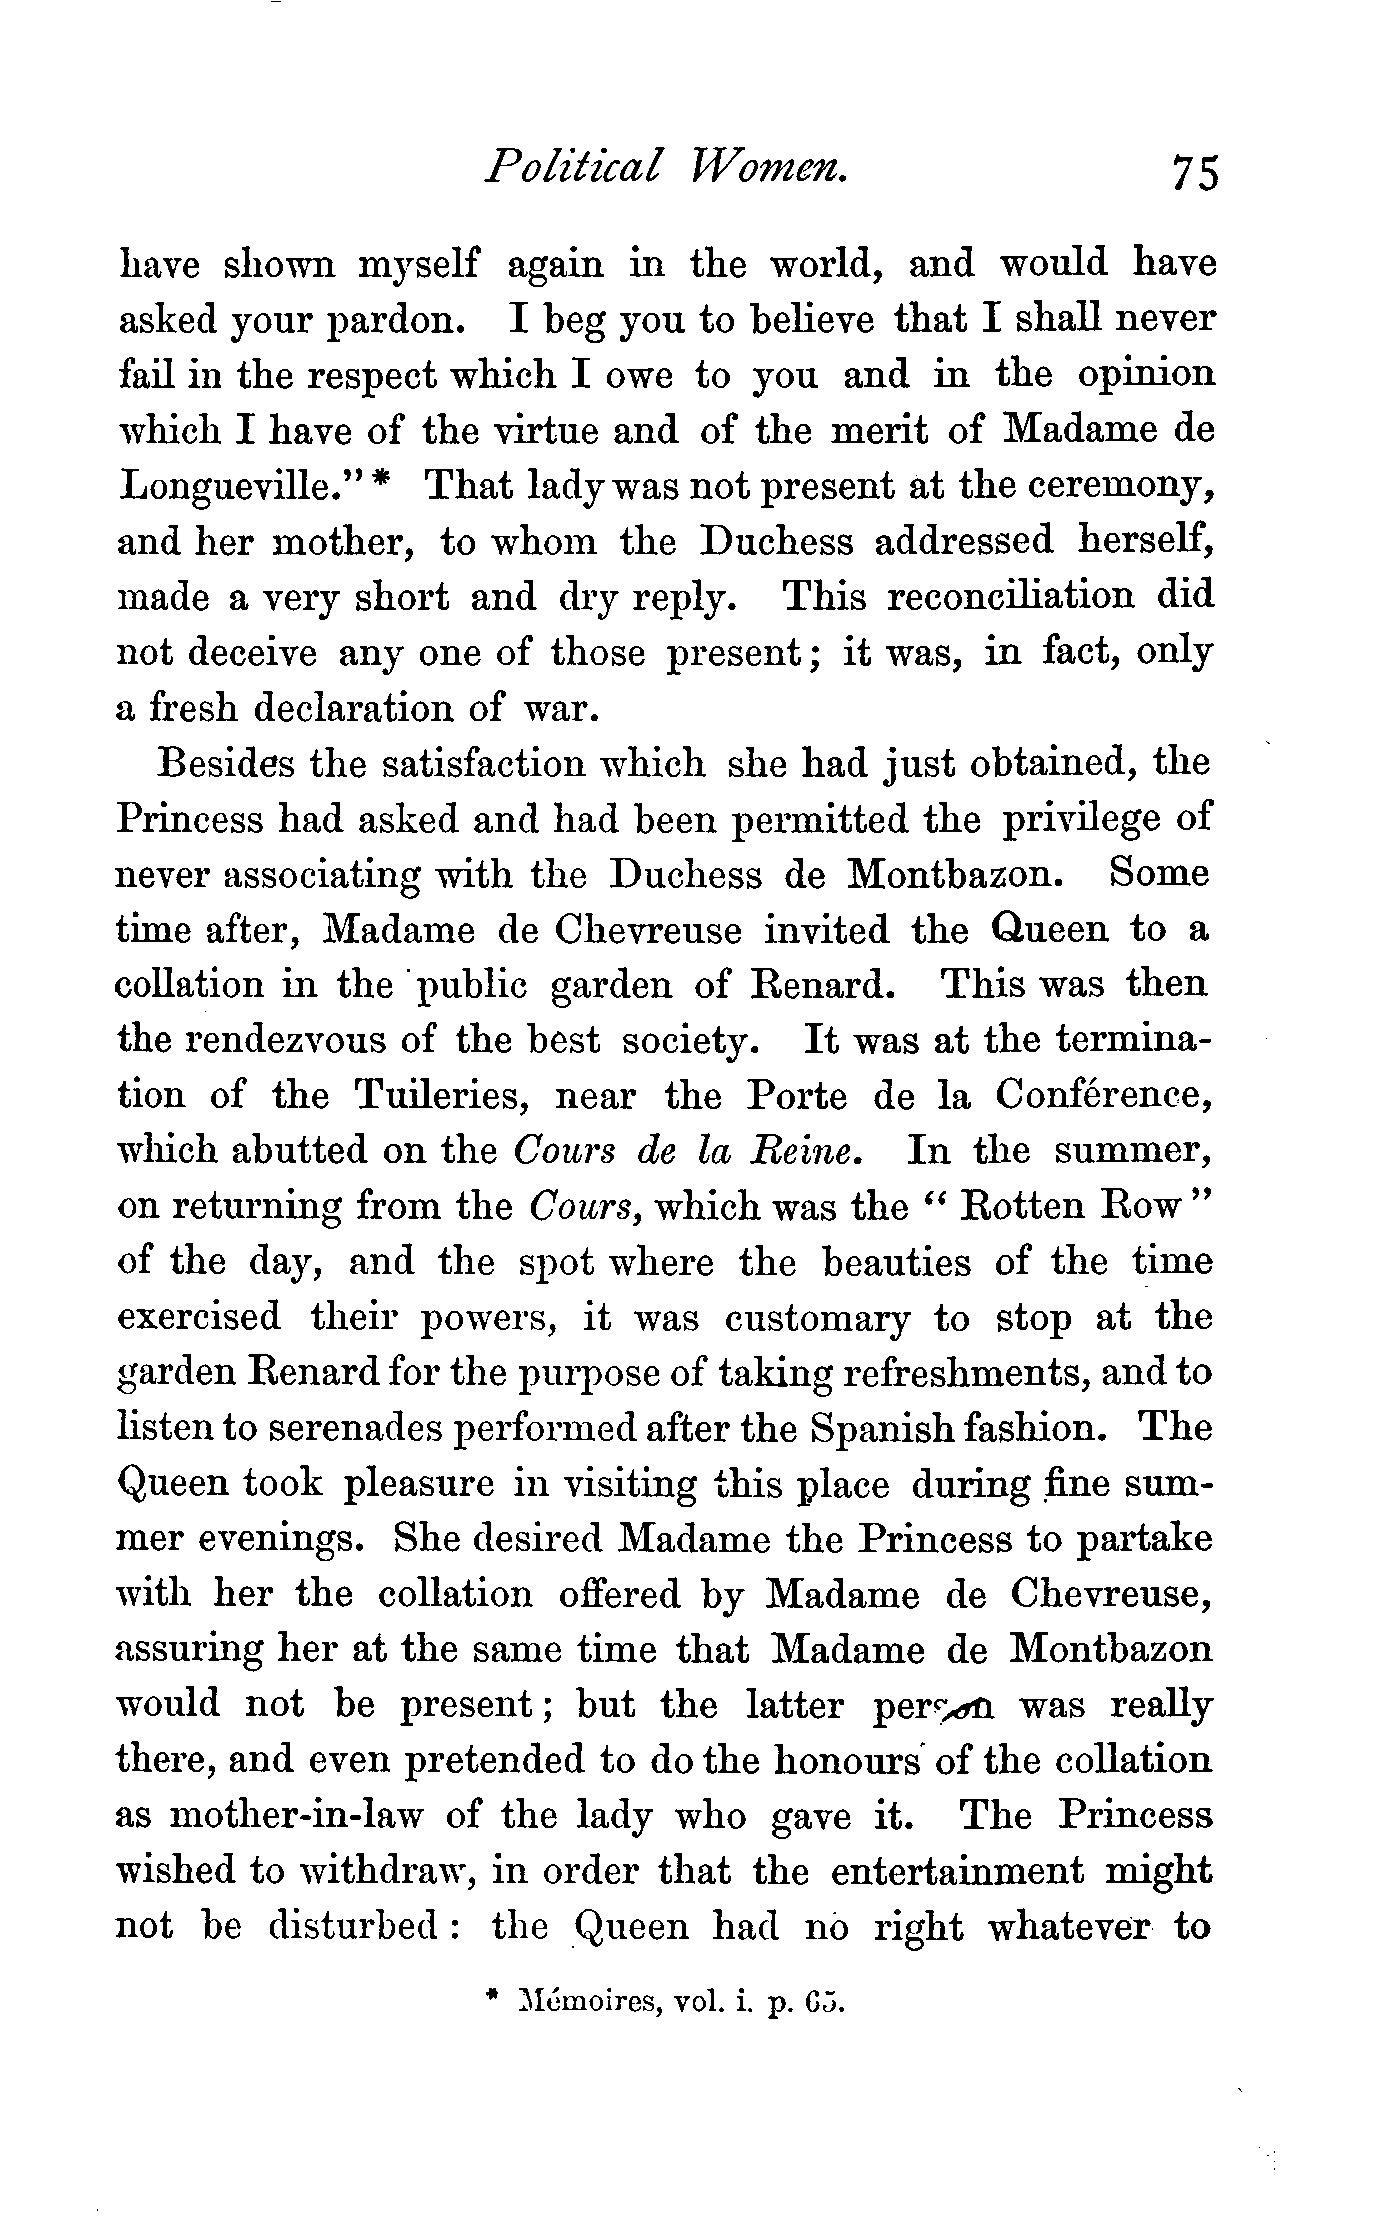 Political Women. 75
have shown myself again in the world, and would have
asked your pardon. I beg you to believe that I shall never
fail in the respect which I owe to you and in the opinion
which I have of the virtue and of the merit of Madame de
Longueville." * That lady was not present at the ceremony,
and her mother, to whom the Duchess addressed herself,
made a very short and dry reply. This reconciliation did
not deceive any one of those present; it was, in fact, only
a fresh declaration of war.
Besides the satisfaction which she had just obtained, the
Princess had asked and had been permitted the privilege of
never associating with the Duchess de Montbazon. Some
time after, Madame de Chevreuse invited the Queen to a
collation in the public garden of Renard. This was then
the rendezvous of the best society. It was at the termina-
tion of the Tuileries, near the Porte de la Conférence,
which abutted on the Cours de la Reine. In the summer,
on returning from the Cours, which was the " Rotten Row "
of the day, and the spot where the beauties of the time
exercised their powers, it was customary to stop at the
garden Renard for the purpose of taking refreshments, and to
listen to serenades performed after the Spanish fashion. The
Queen took pleasure in visiting this place during fine sum-
mer evenings. She desired Madame the Princess to partake
with her the collation offered by Madame de Chevreuse,
assuring her at the same time that Madame de Montbazon
would not be present; but the latter person was really
there, and even pretended to do the honours of the collation
as mother-in-law of the lady who gave it. The Princess
wished to withdraw, in order that the entertainment might
not be disturbed: the Queen had no right whatever to
* Mémoires, vol. i. p. 65.